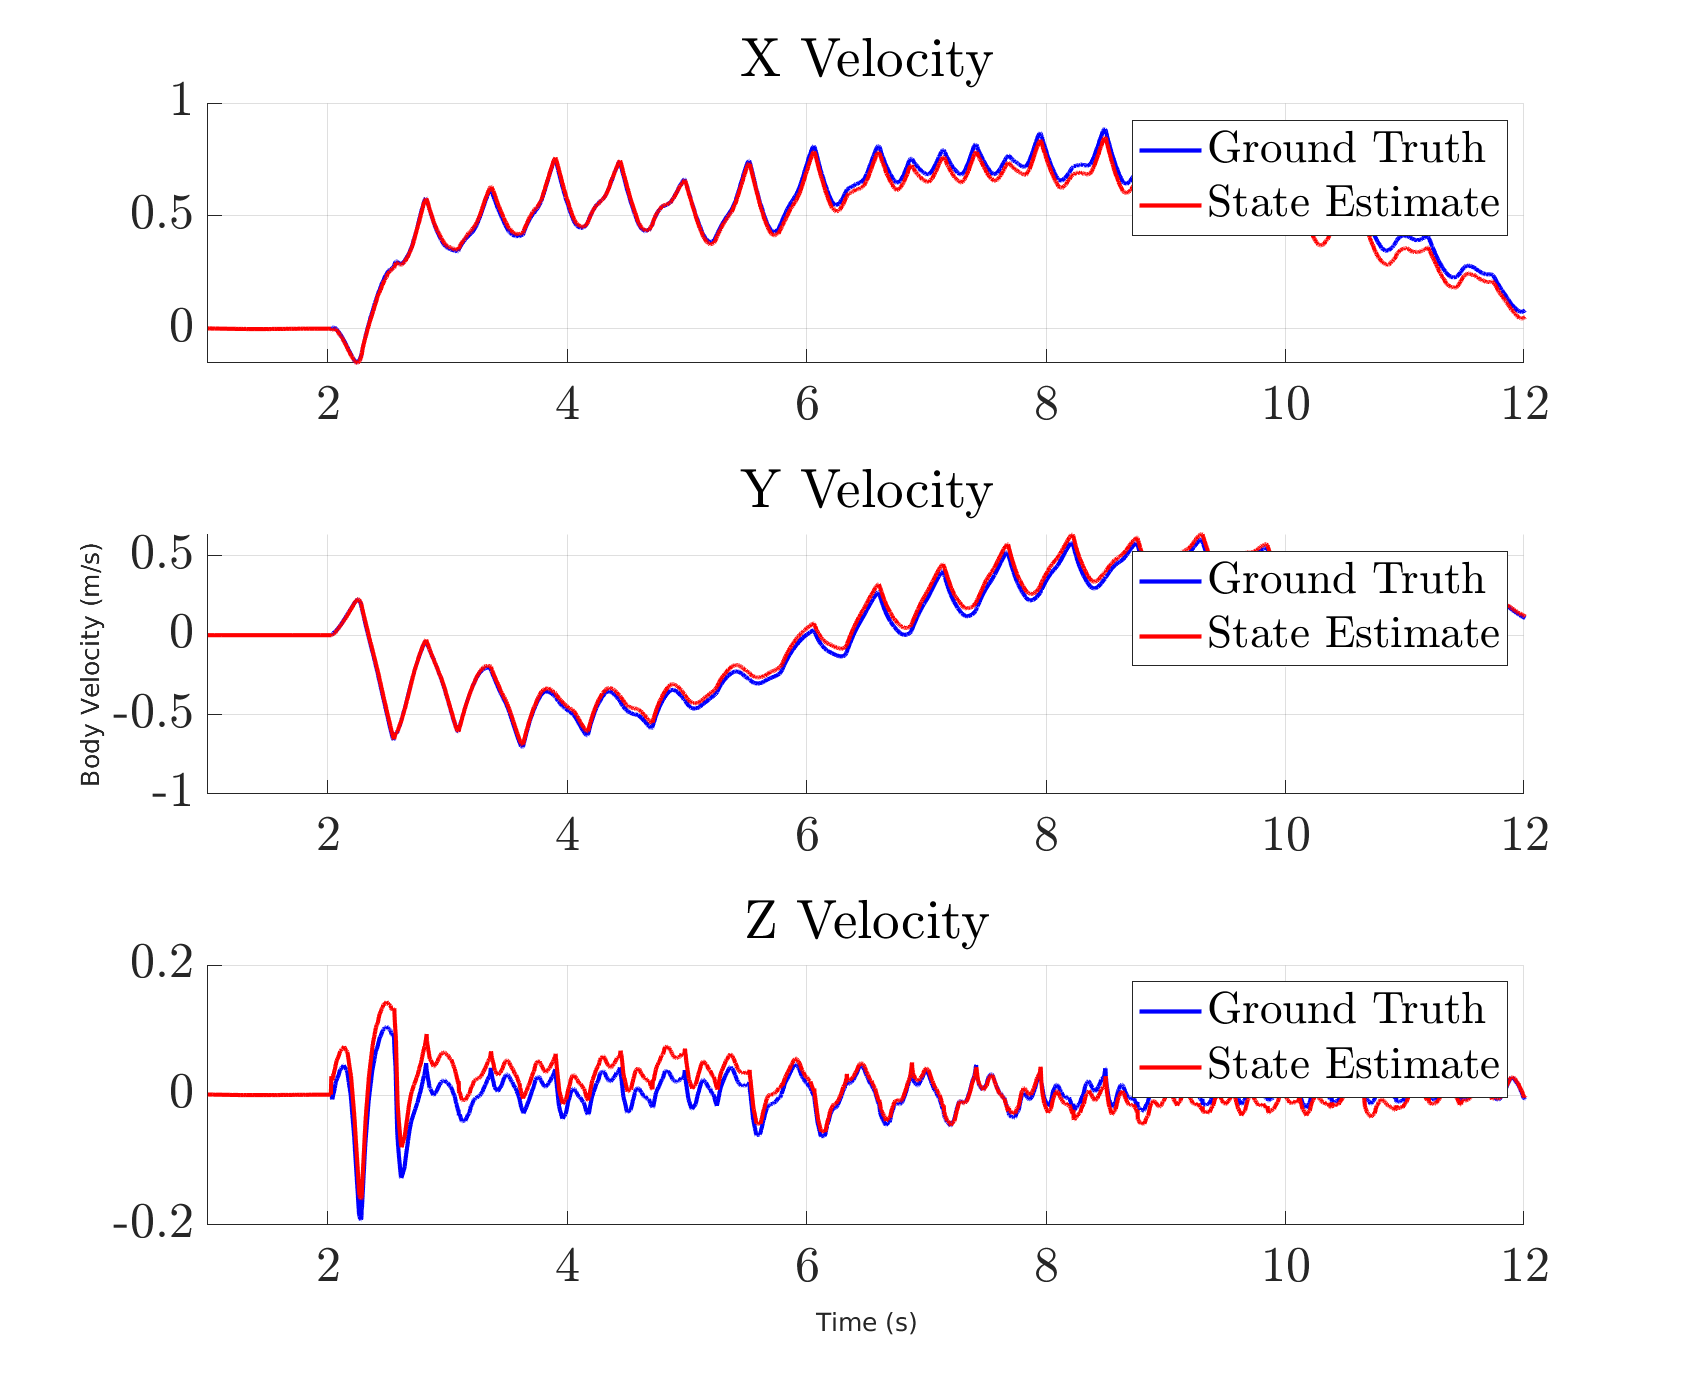 X Velocity
1
0.5
0
Ground Truth
State Estimate
2 4 6 8 10 12
Y Velocity
Body Velocity (m/s)
0.5
0
-0.5
-1
Ground Truth
State Estimate
2 4 6 8 10 12
Z Velocity
0.2
0
-0.2
Ground Truth
State Estimate
2 4 6 8 10 12
Time (s)